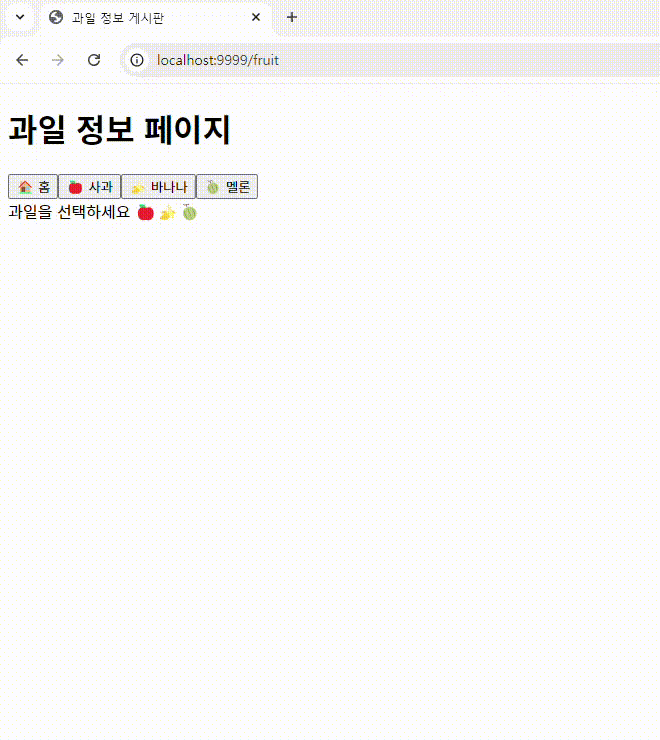 과일 정보 게시판
localhost:9999/fruit
과일 정보 페이지
🏠 홈 🍎 사과 🍌 바나나 🍈 멜론
과일을 선택하세요 🍎 🍌 🍈